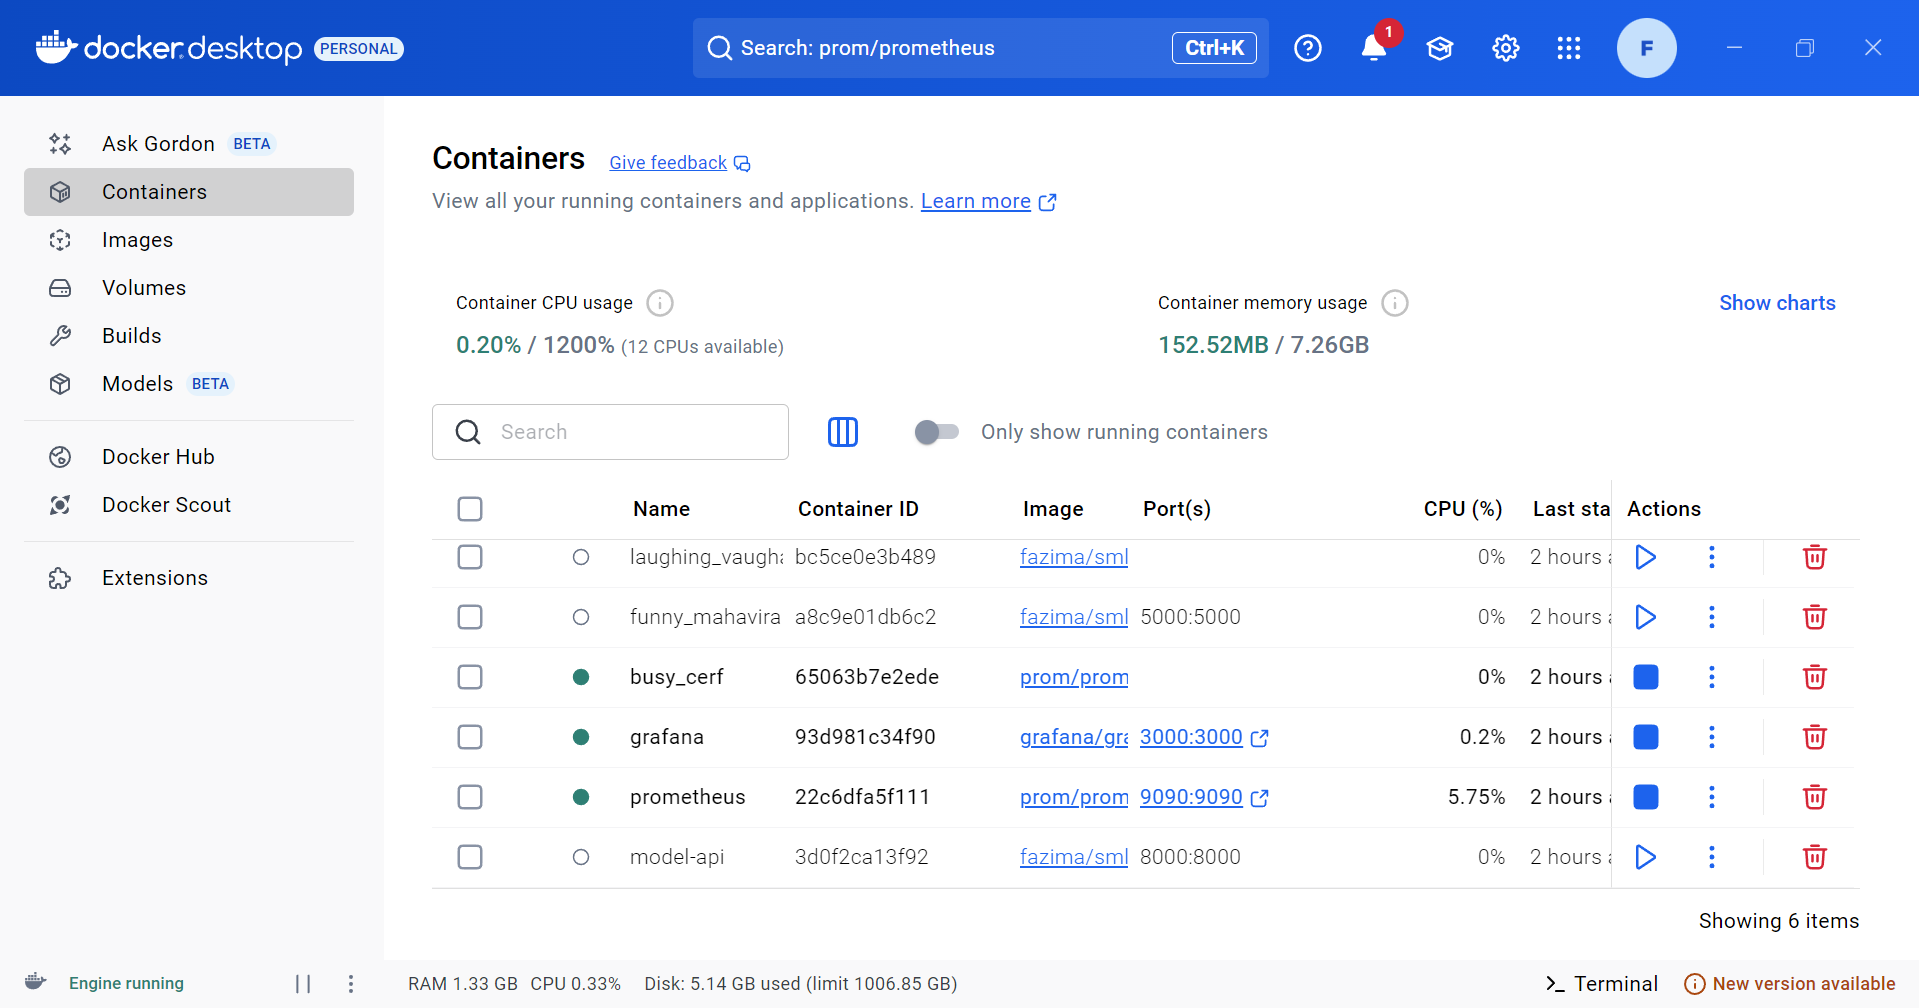 docker desktop PERSONAL
Search: prom/prometheus Ctrl+K
1
F
Ask Gordon BETA
Containers
Images
Volumes
Builds
Models BETA
Docker Hub
Docker Scout
Extensions
Containers Give feedback
View all your running containers and applications. Learn more
Container CPU usage
0.20% / 1200% (12 CPUs available)
Container memory usage
152.52MB / 7.26GB
Show charts
Search
Only show running containers
Name Container ID Image Port(s) CPU (%) Last sta Actions
laughing_vaugha bc5ce0e3b489 fazima/sml 0% 2 hours a
funny_mahavira a8c9e01db6c2 fazima/sml 5000:5000 0% 2 hours a
busy_cerf 65063b7e2ede prom/prom 0% 2 hours a
grafana 93d981c34f90 grafana/gra 3000:3000 0.2% 2 hours a
prometheus 22c6dfa5f111 prom/prom 9090:9090 5.75% 2 hours a
model-api 3d0f2ca13f92 fazima/sml 8000:8000 0% 2 hours a
Showing 6 items
Engine running
RAM 1.33 GB CPU 0.33% Disk: 5.14 GB used (limit 1006.85 GB)
Terminal
New version available